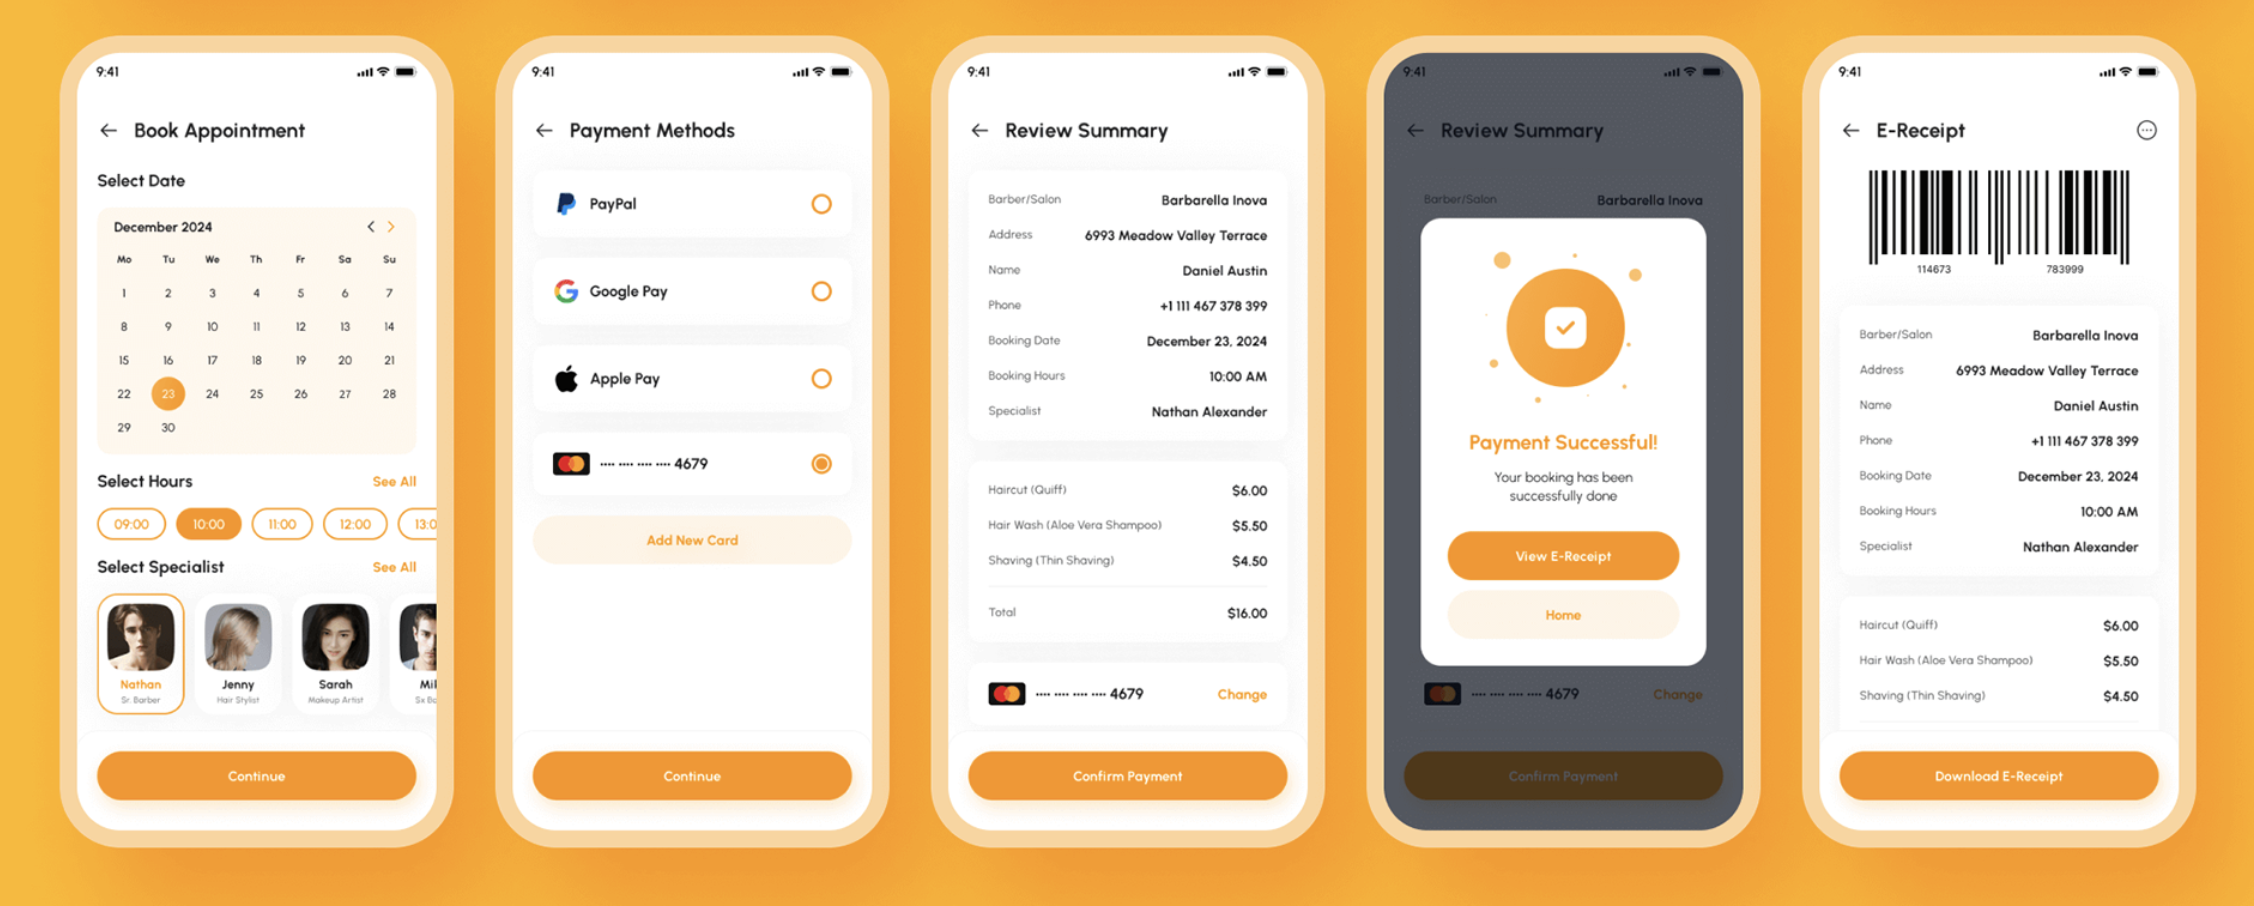 9:41
Book Appointment
Select Date
December 2024
Mo Tu We Th Fr Sa Su
1 2 3 4 5 6 7
8 9 10 11 12 13 14
15 16 17 18 19 20 21
22 23 24 25 26 27 28
29 30
Select Hours See All
09:00 10:00 11:00 12:00 13:0
Select Specialist See All
Nathan Jenny Sarah Mi
Sr. Barber Hair Stylist Makeup Artist Sx Ba
Continue
9:41
Payment Methods
PayPal
Google Pay
Apple Pay
•••• •••• •••• •••• 4679
Add New Card
Continue
9:41
Review Summary
Barber/Salon Barbarella Inova
Address 6993 Meadow Valley Terrace
Name Daniel Austin
Phone +1 111 467 378 399
Booking Date December 23, 2024
Booking Hours 10:00 AM
Specialist Nathan Alexander
Haircut (Quiff) $6.00
Hair Wash (Aloe Vera Shampoo) $5.50
Shaving (Thin Shaving) $4.50
Total $16.00
•••• •••• •••• •••• 4679 Change
Confirm Payment
9:41
Review Summary
Barber/Salon Barbarella Inova
Payment Successful!
Your booking has been
successfully done
View E-Receipt
Home
•••• •••• •••• •••• 4679 Change
Confirm Payment
9:41
E-Receipt
114673 783999
Barber/Salon Barbarella Inova
Address 6993 Meadow Valley Terrace
Name Daniel Austin
Phone +1 111 467 378 399
Booking Date December 23, 2024
Booking Hours 10:00 AM
Specialist Nathan Alexander
Haircut (Quiff) $6.00
Hair Wash (Aloe Vera Shampoo) $5.50
Shaving (Thin Shaving) $4.50
Download E-Receipt